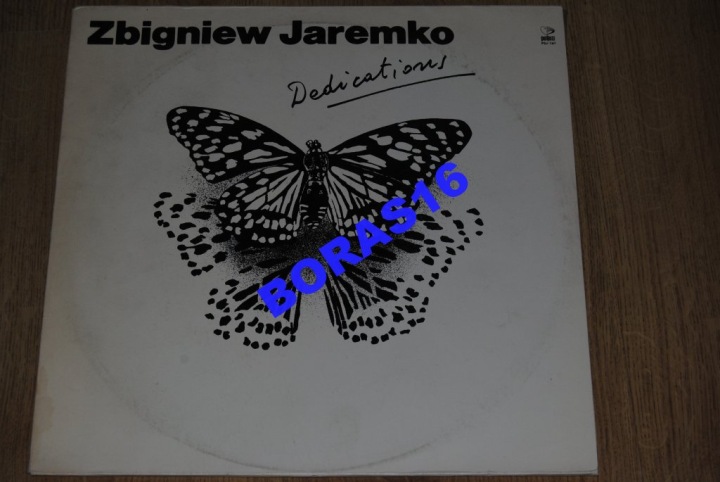 Zbigniew Jaremko
Dedications
BORAS16